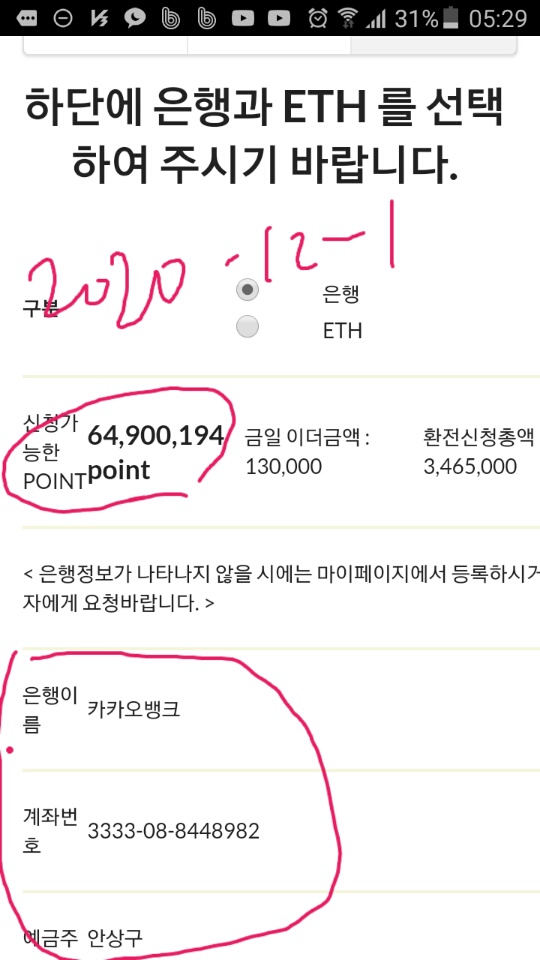 31% 05:29
하단에 은행과 ETH 를 선택
하여 주시기 바랍니다.
2020 -12-1
구분
은행
ETH
신청가
능한
POINT
64,900,194
point
금일 이더금액 :
130,000
환전신청총액
3,465,000
< 은행정보가 나타나지 않을 시에는 마이페이지에서 등록하시거
자에게 요청바랍니다. >
은행이
름
카카오뱅크
계좌번
호
3333-08-8448982
예금주 안상구